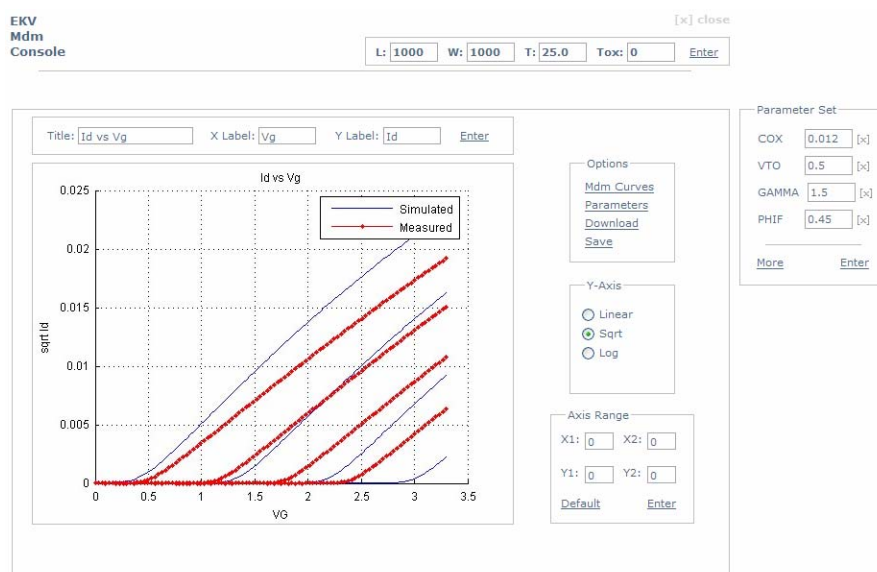 EKV
Mdm
Console
[x] close
L: 1000 W: 1000 T: 25.0 Tox: 0 Enter
Title: Id vs Vg X Label: Vg Y Label: Id Enter
Id vs Vg
Simulated
Measured
0.025
0.02
0.015
0.01
0.005
0
0 0.5 1 1.5 2 2.5 3 3.5
sqrt Id
VG
Options
Mdm Curves
Parameters
Download
Save
Y-Axis
Linear
Sqrt
Log
Axis Range
X1: 0 X2: 0
Y1: 0 Y2: 0
Default Enter
Parameter Set
COX 0.012 [x]
VTO 0.5 [x]
GAMMA 1.5 [x]
PHIF 0.45 [x]
More Enter